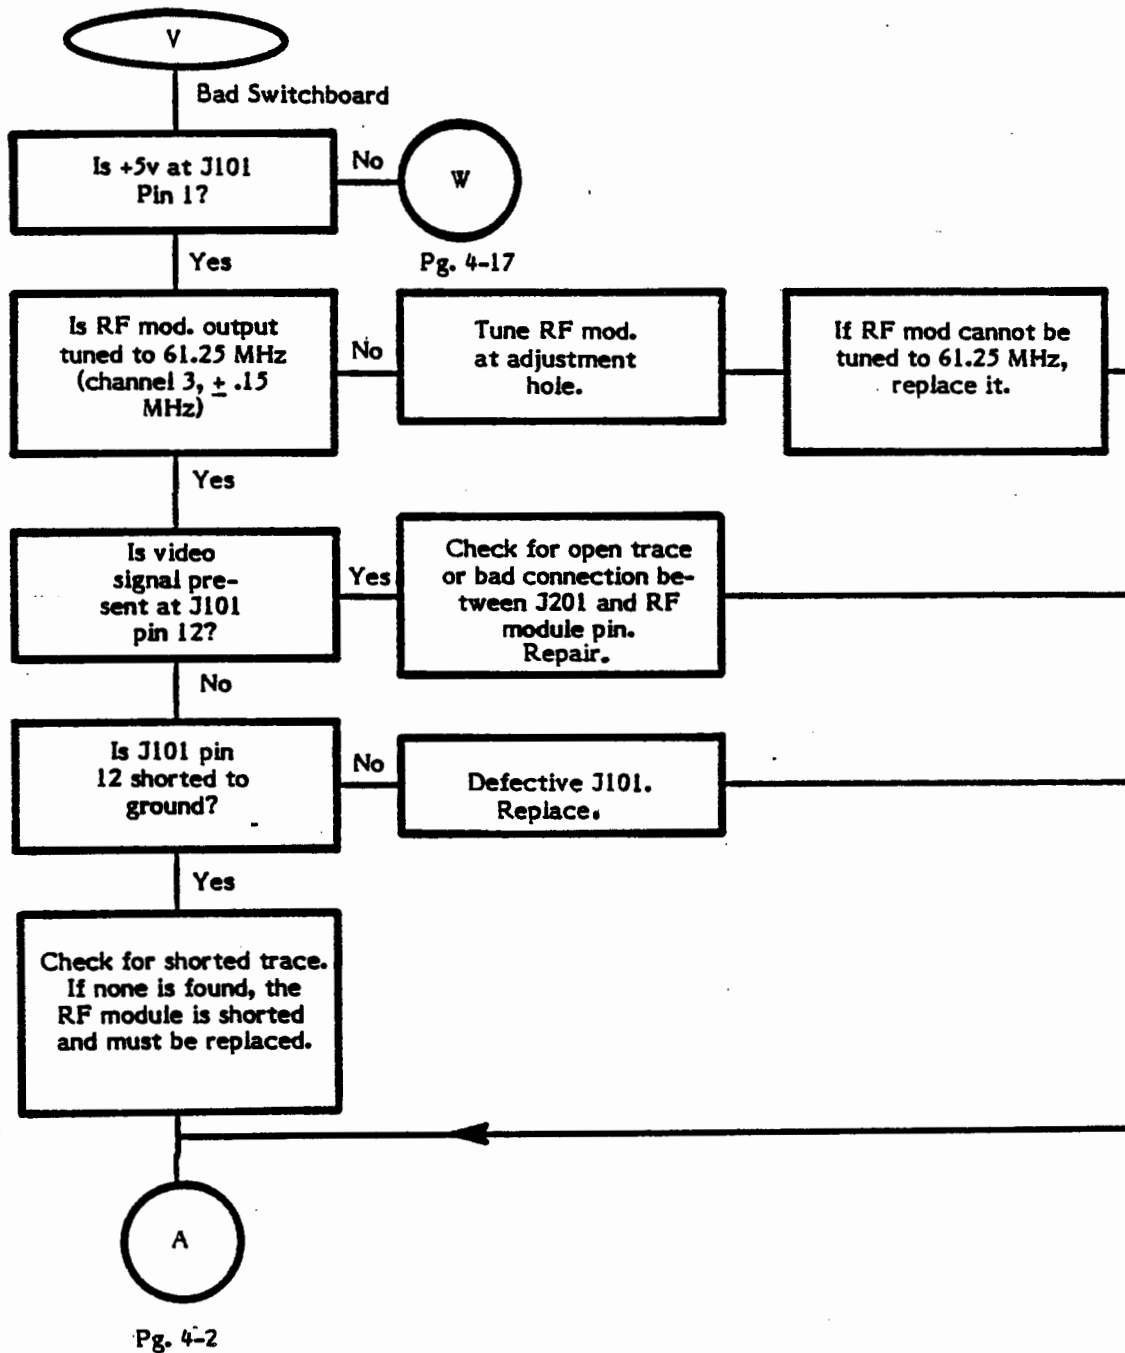 V
Bad Switchboard
Is +5v at J101
Pin 1?
No
W
Pg. 4-17
Yes
Is RF mod. output
tuned to 61.25 MHz
(channel 3, ± .15
MHz)
No
Tune RF mod.
at adjustment
hole.
If RF mod cannot be
tuned to 61.25 MHz,
replace it.
Yes
Is video
signal pre-
sent at J101
pin 12?
Yes
Check for open trace
or bad connection be-
tween J201 and RF
module pin.
Repair.
No
Is J101 pin
12 shorted to
ground?
No
Defective J101.
Replace.
Yes
Check for shorted trace.
If none is found, the
RF module is shorted
and must be replaced.
A
Pg. 4-2